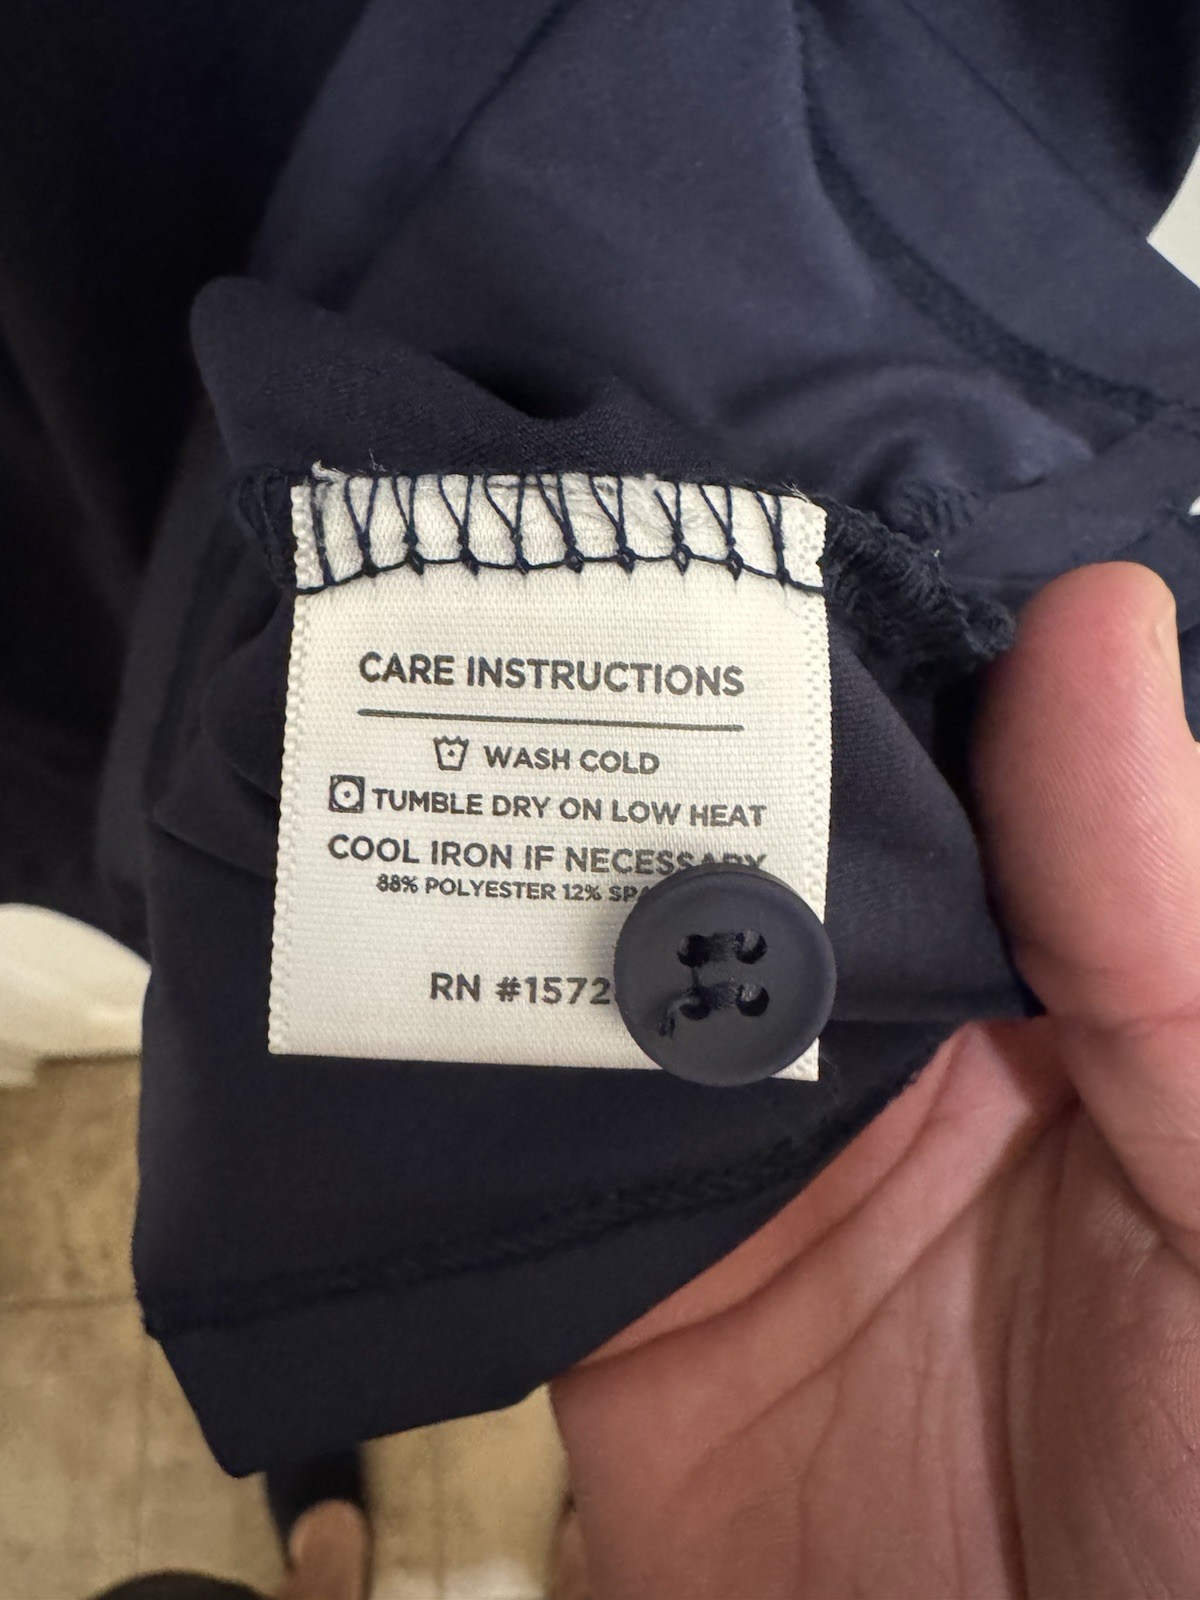 CARE INSTRUCTIONS
WASH COLD
TUMBLE DRY ON LOW HEAT
COOL IRON IF NECESSARY
88% POLYESTER 12%
RN